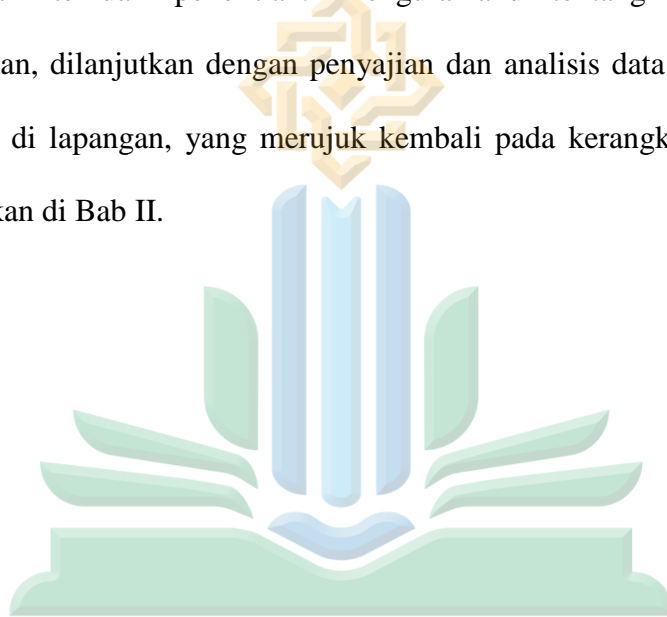 an, dilanjutkan dengan penyajian dan analisis data
di lapangan, yang merujuk kembali pada kerangk
kan di Bab II.